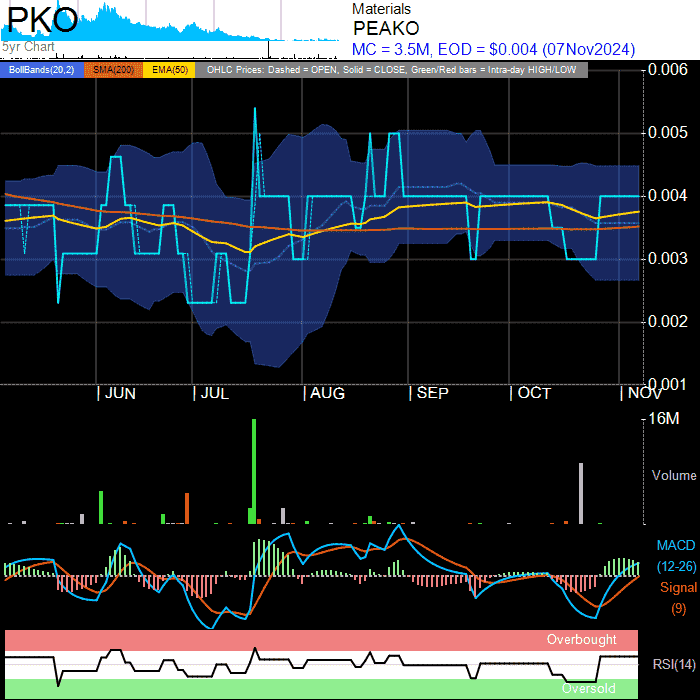 PKO
5yr Chart
Materials
PEAKO
MC = 3.5M, EOD = $0.004 (07Nov2024)
BollBands(20,2) SMA(200) EMA(50) OHLC Prices: Dashed = OPEN, Solid = CLOSE, Green/Red bars = Intra-day HIGH/LOW
0.006
0.005
0.004
0.003
0.002
0.001
| JUN | JUL | AUG | SEP | OCT | NOV
16M
Volume
MACD
(12-26)
Signal
(9)
Overbought
RSI(14)
Oversold